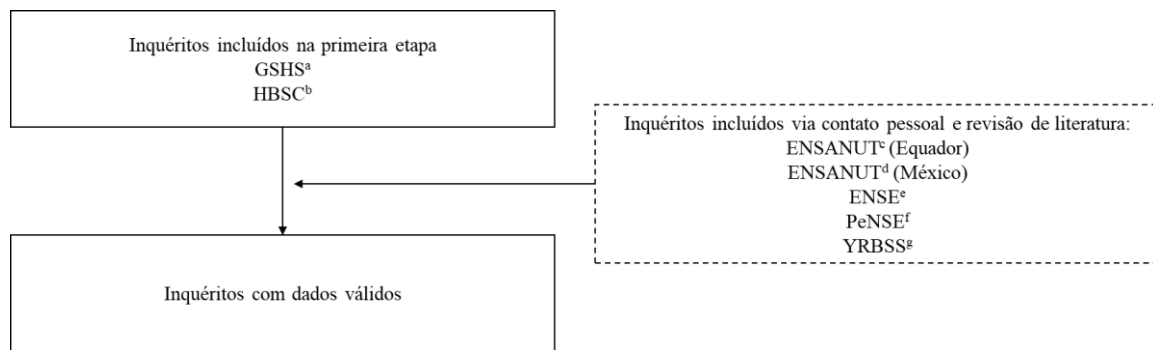 Inquéritos incluídos na primeira etapa
GSHSᵃ
HBSCᵇ
Inquéritos incluídos via contato pessoal e revisão de literatura:
ENSANUTᶜ (Equador)
ENSANUTᵈ (México)
ENSEᵉ
PeNSEᶠ
YRBSSᵍ
Inquéritos com dados válidos